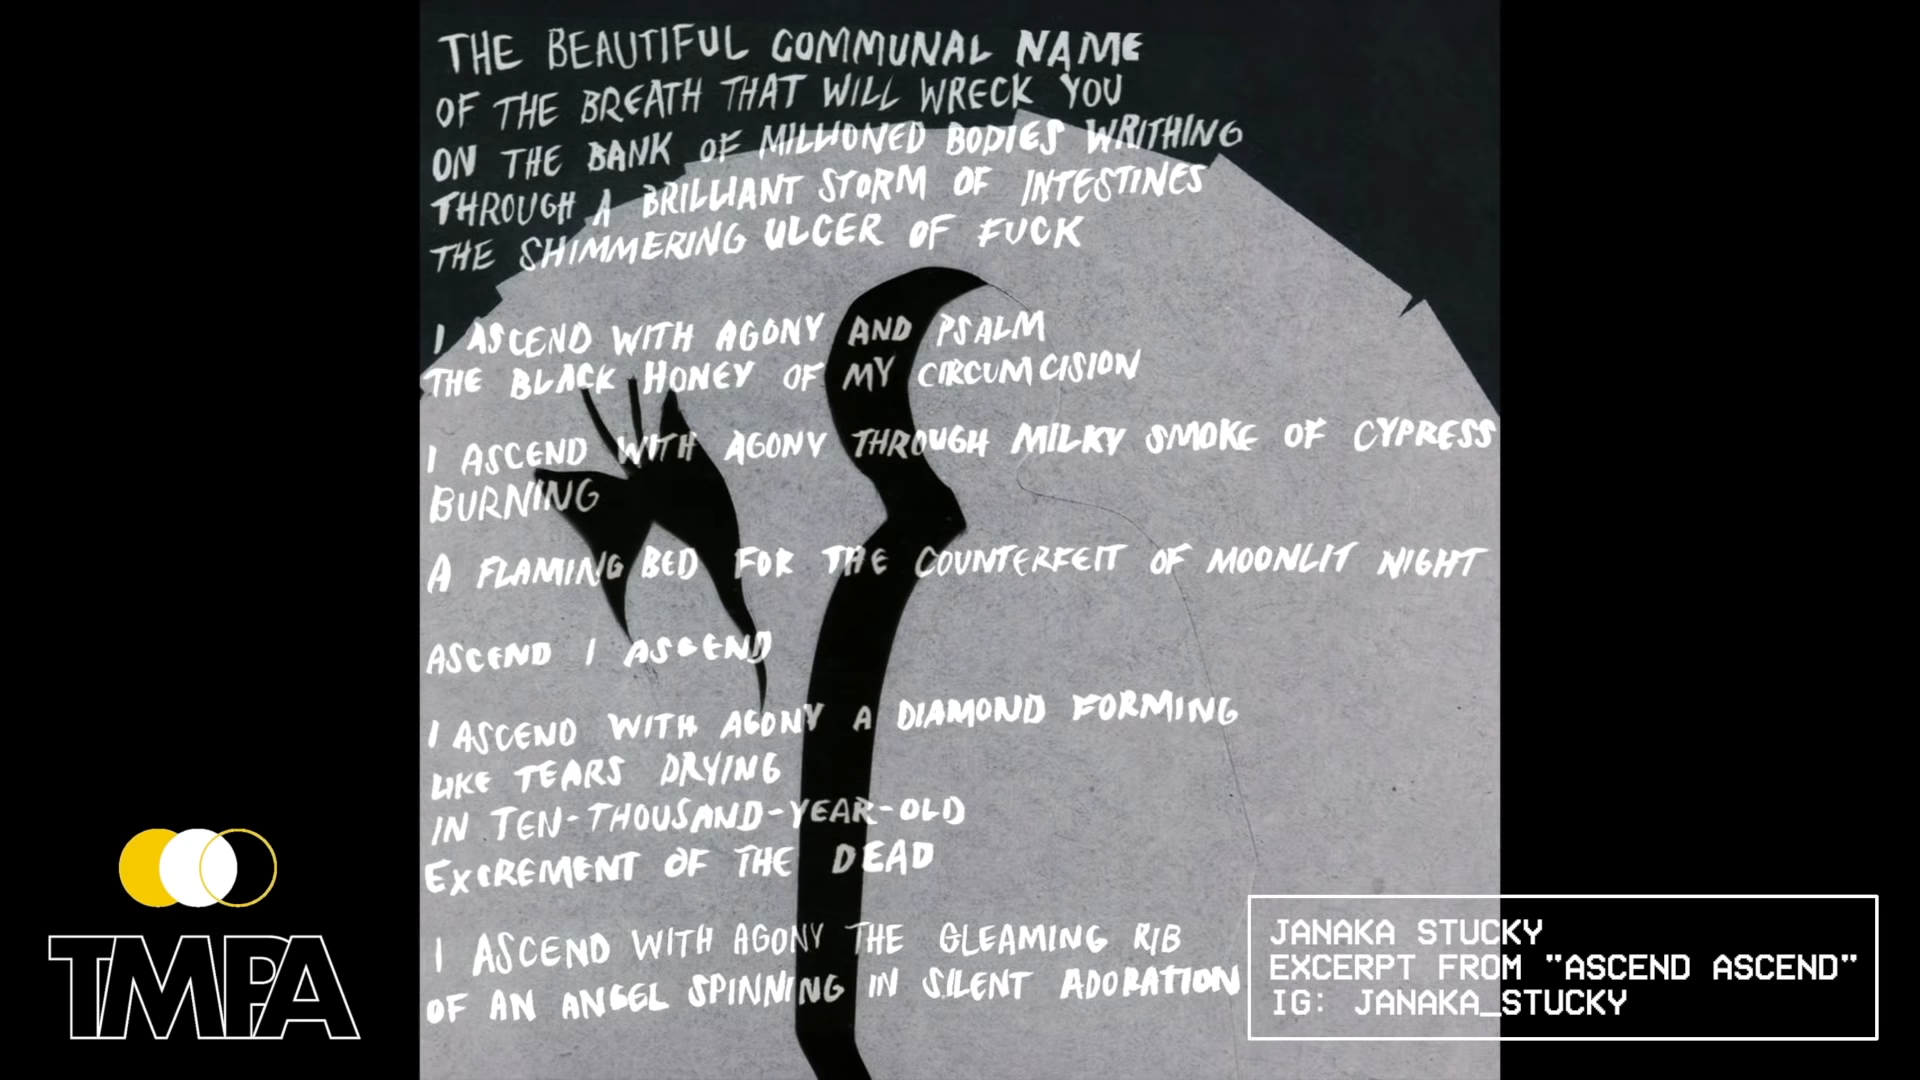 THE BEAUTIFUL COMMUNAL NAME
OF THE BREATH THAT WILL WRECK YOU
ON THE BANK OF MILLIONED BODIES WRITHING
THROUGH A BRILLIANT STORM OF INTESTINES
THE SHIMMERING ULCER OF FUCK
I ASCEND WITH AGONY AND PSALM
THE BLACK HONEY OF MY CIRCUMCISION
I ASCEND WITH AGONY THROUGH MILKY SMOKE OF CYPRESS
BURNING
A FLAMING BED FOR THE COUNTERFEIT OF MOONLIT NIGHT
ASCEND I ASCEND
I ASCEND WITH AGONY A DIAMOND FORMING
LIKE TEARS DRYING
IN TEN-THOUSAND-YEAR-OLD
EXCREMENT OF THE DEAD
I ASCEND WITH AGONY THE GLEAMING RIB
OF AN ANGEL SPINNING IN SILENT ADORATION
TMPA
JANAKA STUCKY
EXCERPT FROM "ASCEND ASCEND"
IG: JANAKA_STUCKY